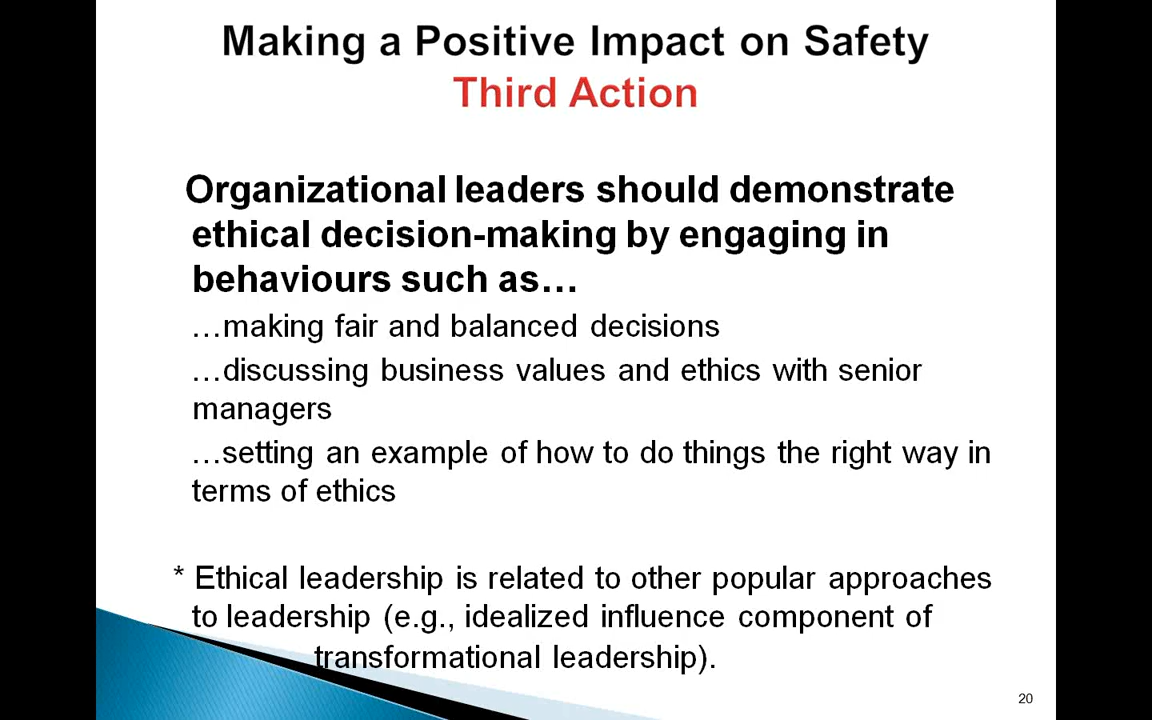 Making a Positive Impact on Safety
Third Action
Organizational leaders should demonstrate
ethical decision-making by engaging in
behaviours such as…
…making fair and balanced decisions
…discussing business values and ethics with senior
managers
…setting an example of how to do things the right way in
terms of ethics
* Ethical leadership is related to other popular approaches
to leadership (e.g., idealized influence component of
transformational leadership).
20